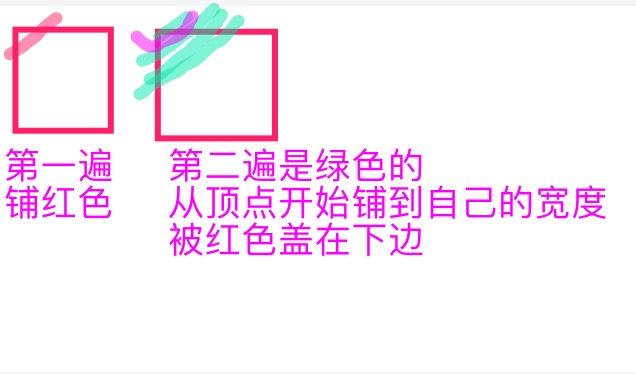 第一遍
铺红色
第二遍是绿色的
从顶点开始铺到自己的宽度
被红色盖在下边